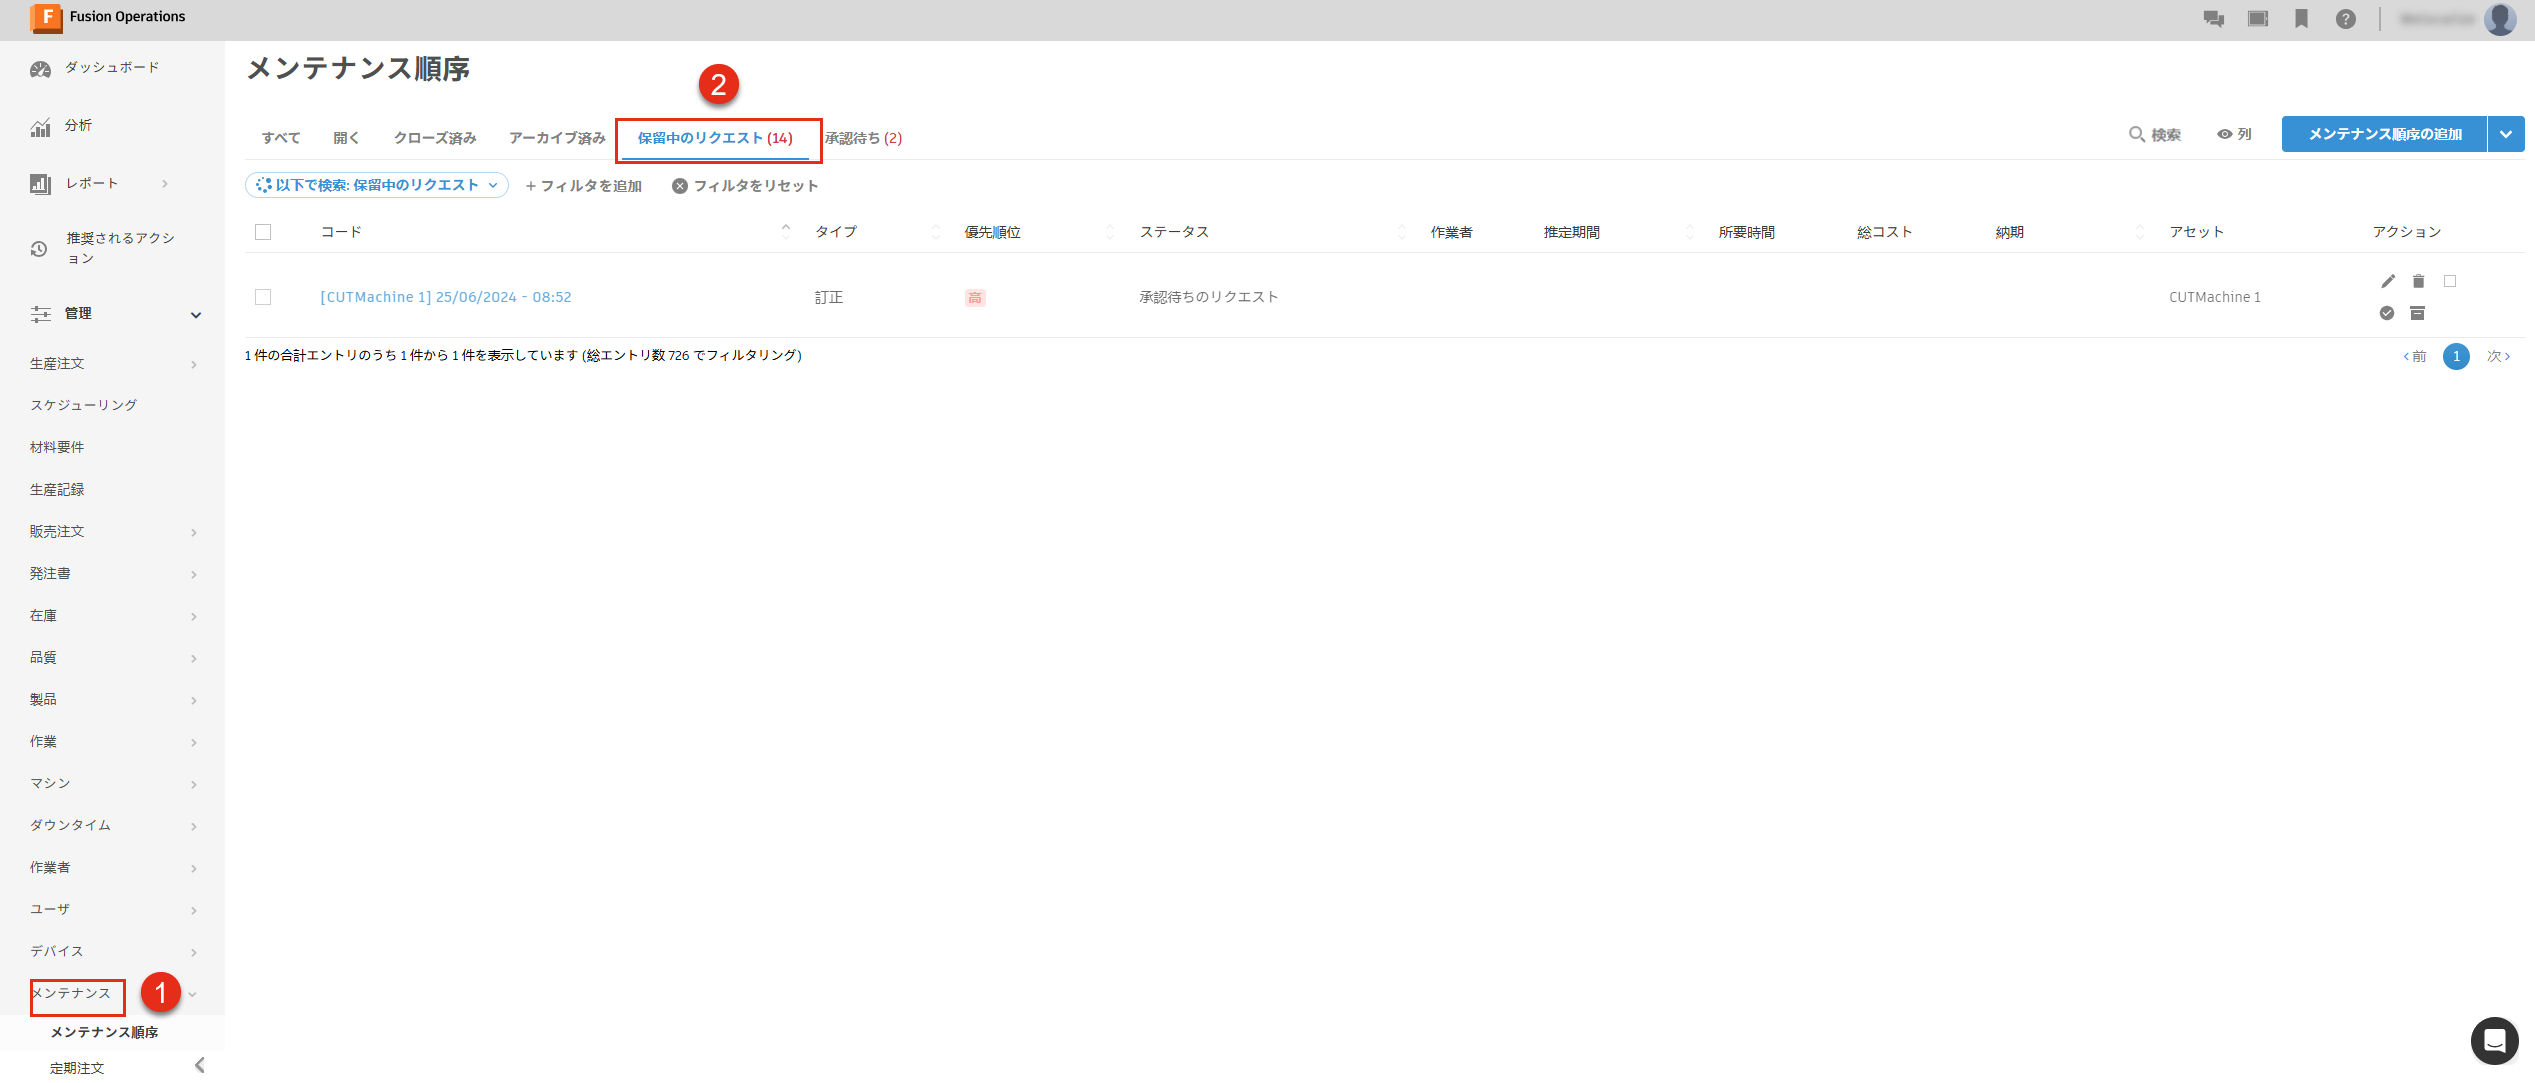 F Fusion Operations
?
ダッシュボード
分析
レポート
推奨されるアクシ
ョン
管理
生産注文
スケジューリング
材料要件
生産記録
販売注文
発注書
在庫
品質
製品
作業
マシン
ダウンタイム
作業者
ユーザ
デバイス
メンテナンス
1
メンテナンス順序
定期注文
メンテナンス順序
2
すべて 開く クローズ済み アーカイブ済み 保留中のリクエスト (14) 承認待ち (2)
検索 列 メンテナンス順序の追加
以下で検索: 保留中のリクエスト + フィルタを追加 フィルタをリセット
コード タイプ 優先順位 ステータス 作業者 推定期間 所要時間 総コスト 納期 アセット アクション
[CUTMachine 1] 25/06/2024 - 08:52 訂正 高 承認待ちのリクエスト CUTMachine 1
1 件の合計エントリのうち 1 件から 1 件を表示しています (総エントリ数 726 でフィルタリング)
前 1 次